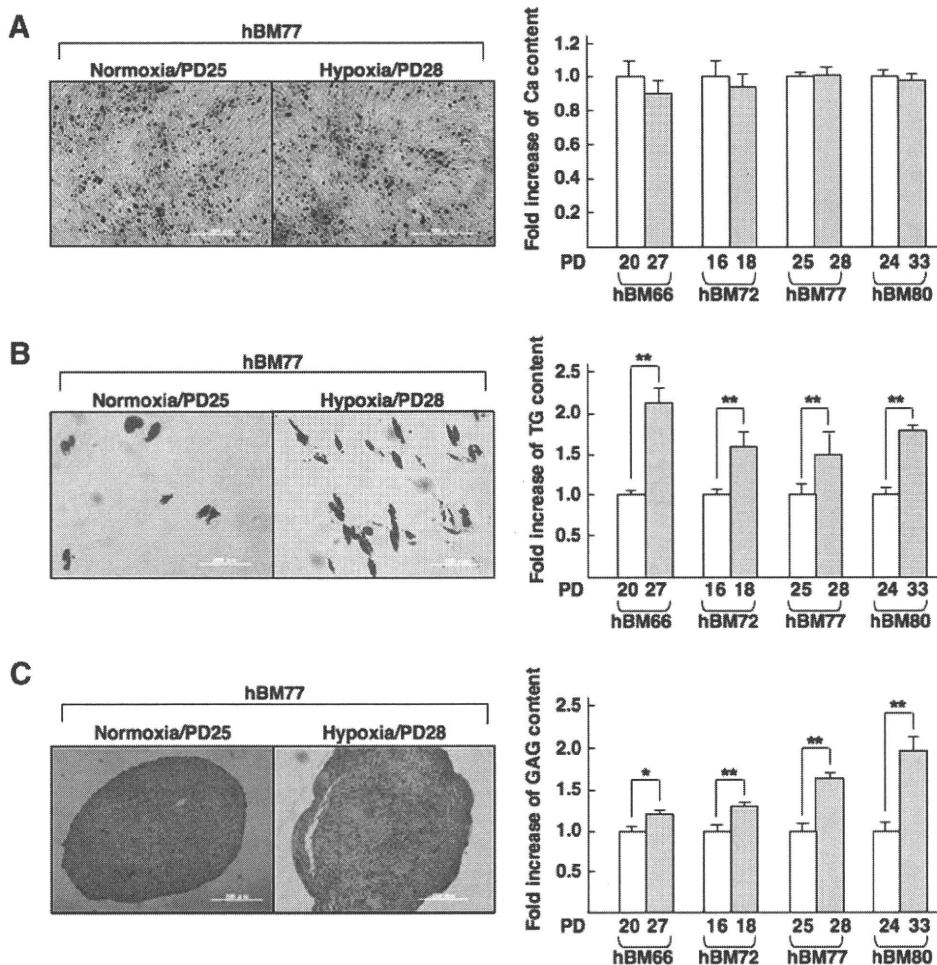 A
hBM77
Normoxia/PD25 Hypoxia/PD28
Fold increase of Ca content
1.2
1.0
0.8
0.6
0.4
0.2
PD 20 27 16 18 25 28 24 33
hBM66 hBM72 hBM77 hBM80
B
hBM77
Normoxia/PD25 Hypoxia/PD28
Fold increase of TG content
2.5
2.0
1.5
1.0
0.5
** ** ** **
PD 20 27 16 18 25 28 24 33
hBM66 hBM72 hBM77 hBM80
C
hBM77
Normoxia/PD25 Hypoxia/PD28
Fold increase of GAG content
2.5
2.0
1.5
1.0
0.5
* ** ** **
PD 20 27 16 18 25 28 24 33
hBM66 hBM72 hBM77 hBM80